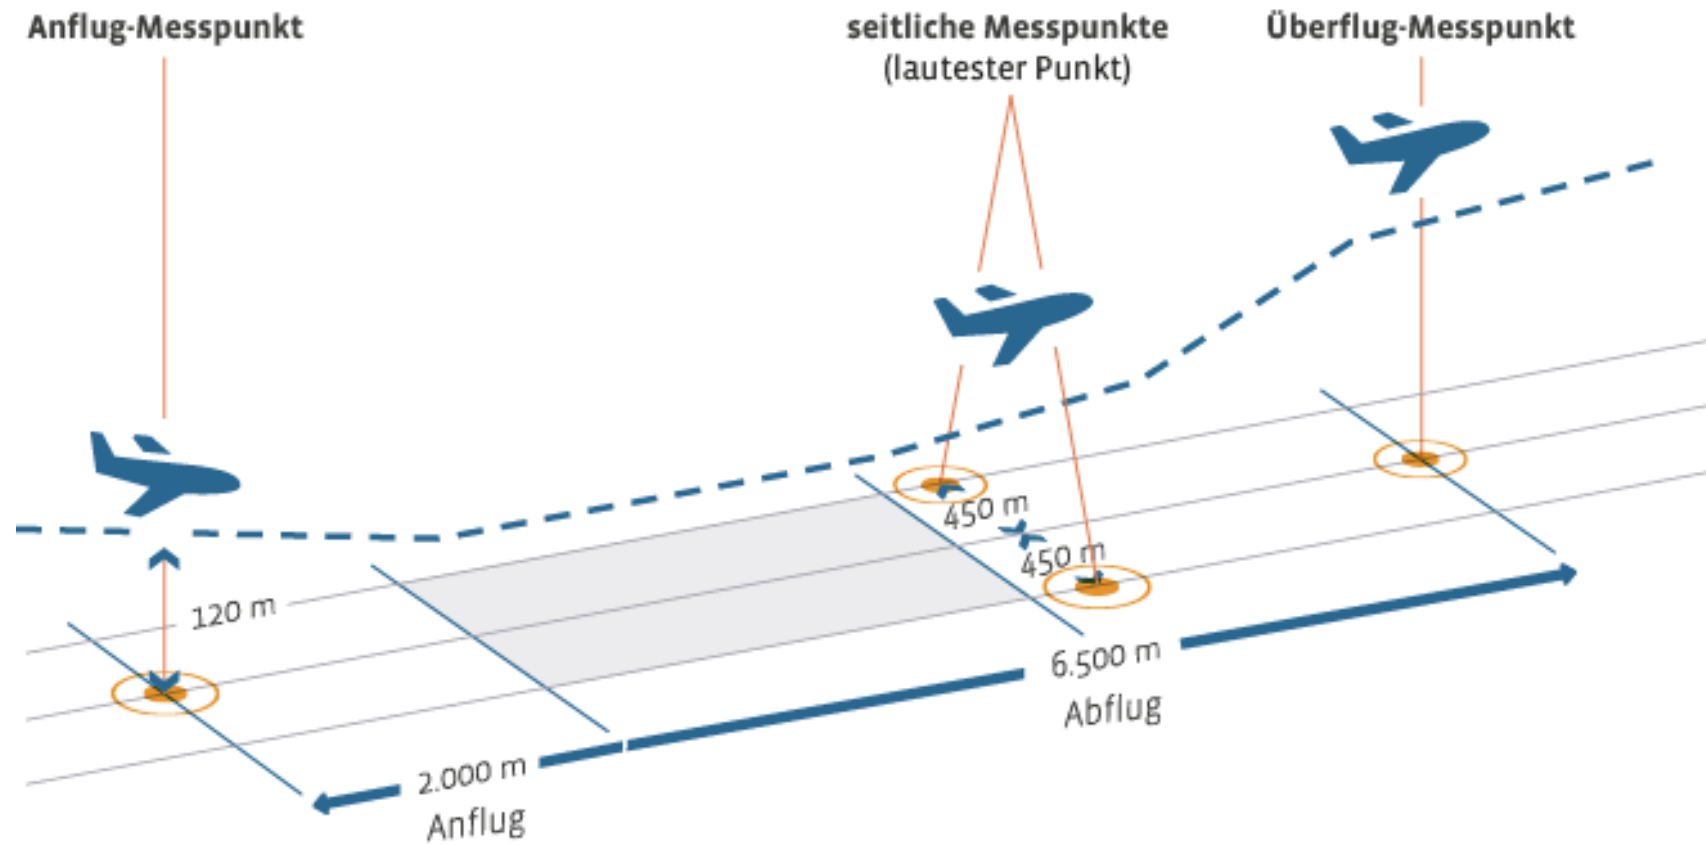 Anflug-Messpunkt
seitliche Messpunkte
(lautester Punkt)
Überflug-Messpunkt
450 m
450 m
120 m
6.500 m
Abflug
2.000 m
Anflug